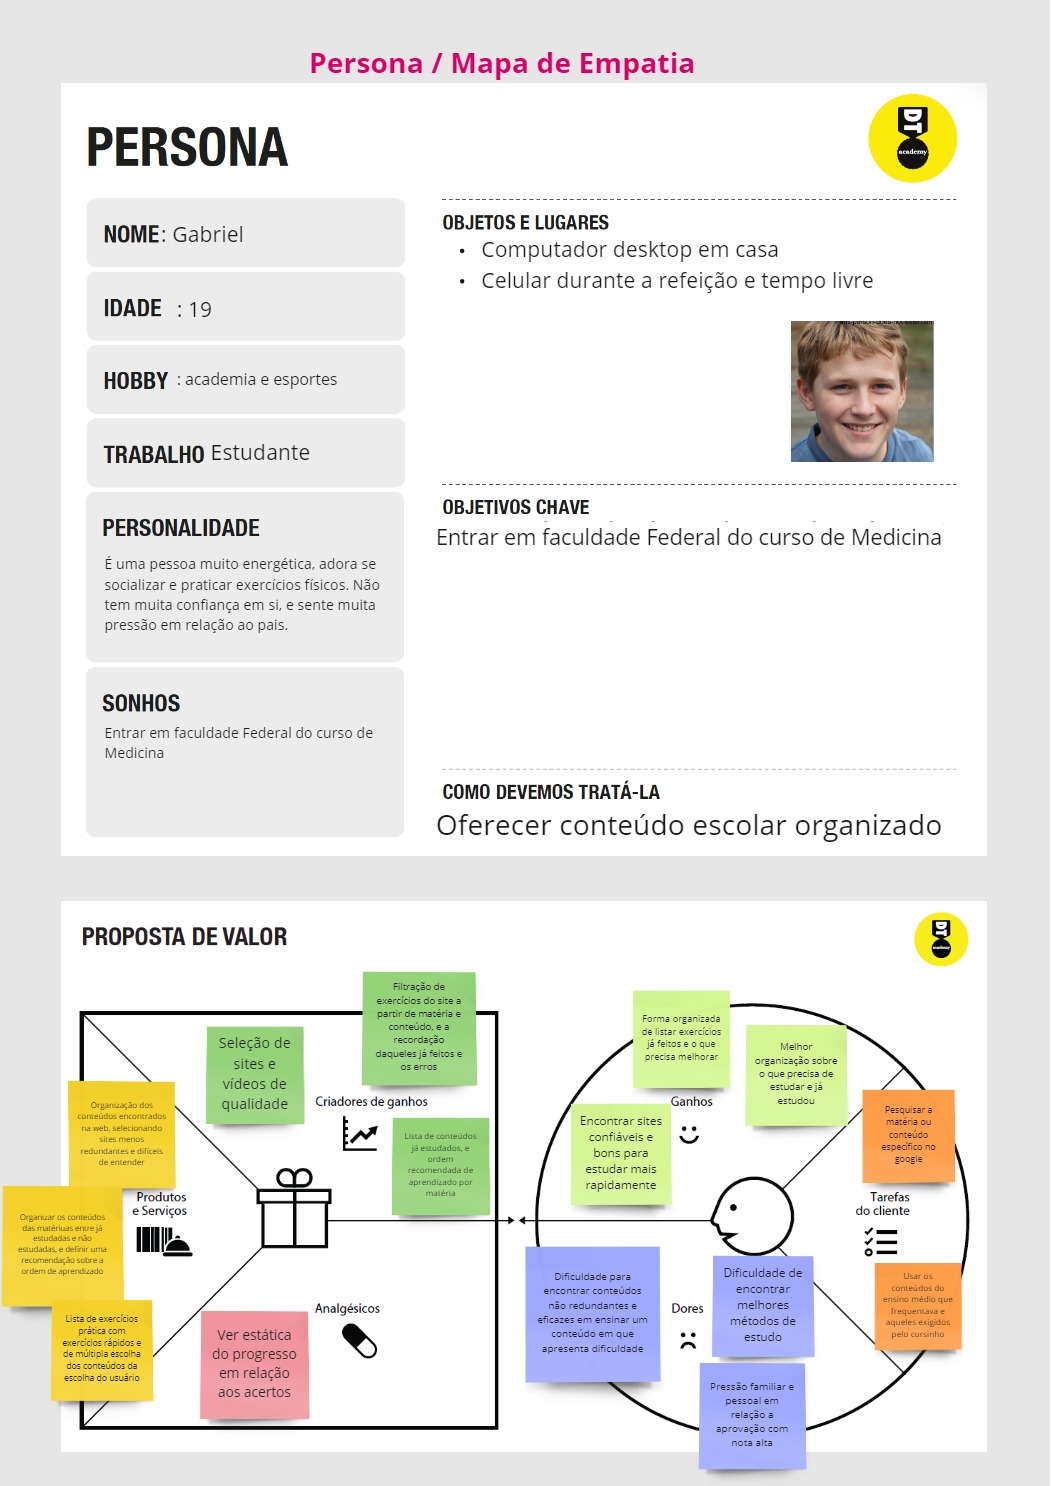 Persona / Mapa de Empatia
PERSONA
DT
academy
NOME: Gabriel
IDADE : 19
HOBBY : academia e esportes
TRABALHO Estudante
PERSONALIDADE
É uma pessoa muito energética, adora se
socializar e praticar exercícios físicos. Não
tem muita confiança em si, e sente muita
pressão em relação ao pais.
SONHOS
Entrar em faculdade Federal do curso de
Medicina
OBJETOS E LUGARES
• Computador desktop em casa
• Celular durante a refeição e tempo livre
OBJETIVOS CHAVE
Entrar em faculdade Federal do curso de Medicina
COMO DEVEMOS TRATÁ-LA
Oferecer conteúdo escolar organizado
PROPOSTA DE VALOR
DT
academy
Filtração de
exercícios do site a
partir de matéria e
conteúdo, e a
recordação
daqueles já feitos e
os erros
Seleção de
sites e
vídeos de
qualidade
Criadores de ganhos
Lista de conteúdos
já estudados, e
ordem
recomendada de
aprendizado por
matéria
Organização dos
conteúdos encontrados
na web, selecionando
sites menos
redundantes e difíceis
de entender
Produtos
e Serviços
Organizar os conteúdos
das matériuas entre já
estudadas e não
estudadas, e definir uma
recomendação sobre a
ordem de aprendizado
Lista de exercícios
prática com
exercícios rápidos e
de múltipla escolha
dos conteúdos da
escolha do usuário
Analgésicos
Ver estática
do progresso
em relação
aos acertos
Forma organizada
de listar exercícios
já feitos e o que
precisa melhorar
Melhor
organização sobre
o que precisa de
estudar e já
estudou
Ganhos
Encontrar sites
confiáveis e
bons para
estudar mais
rapidamente
Pesquisar a
matéria ou
conteúdo
específico no
google
Tarefas
do cliente
Usar os
conteúdos do
ensino médio que
frequentava e
aqueles exigidos
pelo cursinho
Dificuldade para
encontrar conteúdos
não redundantes e
eficazes em ensinar um
conteúdo em que
apresenta dificuldade
Dores
Dificuldade de
encontrar
melhores
métodos de
estudo
Pressão familiar e
pessoal em
relação a
aprovação com
nota alta